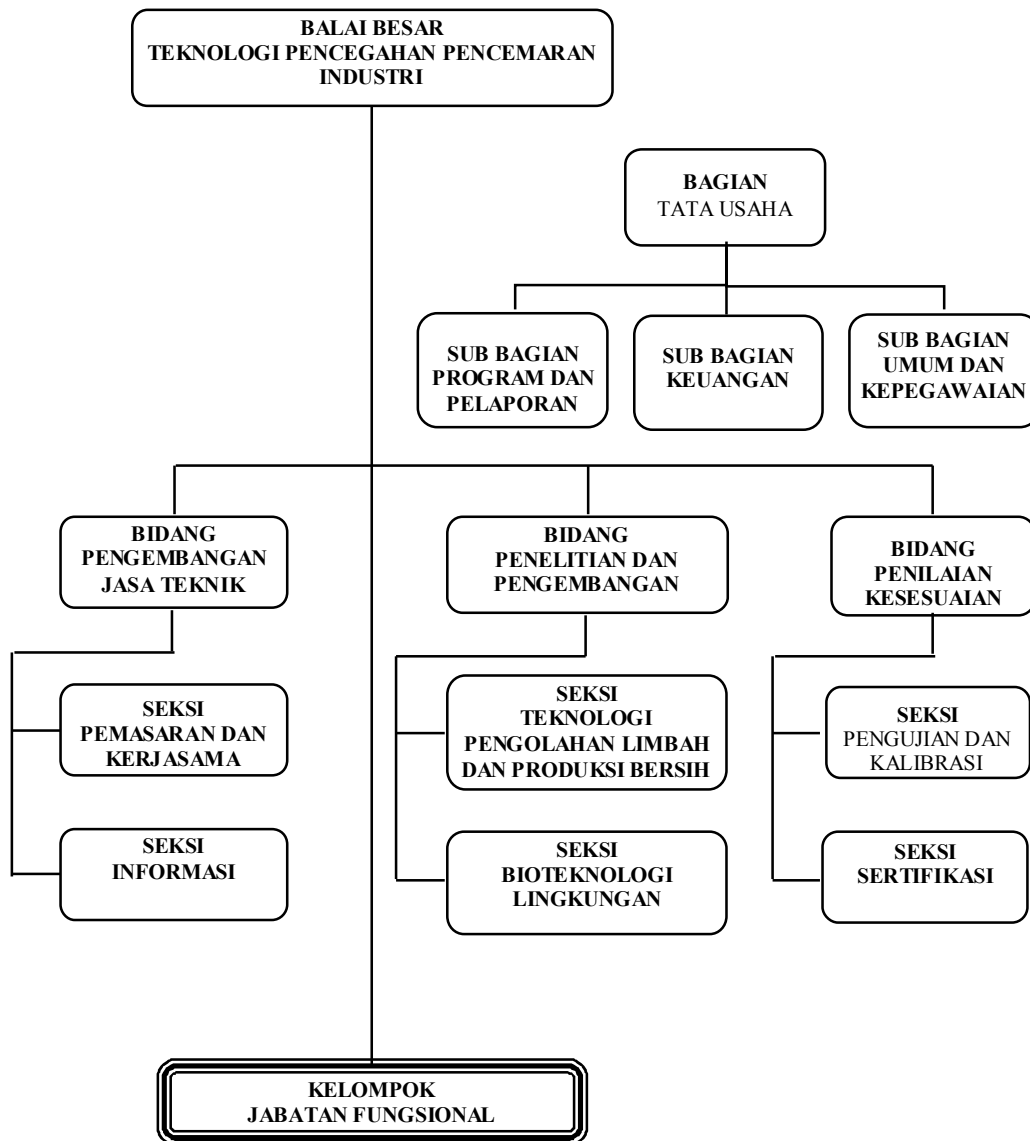 BALAI BESAR
TEKNOLOGI PENCEGAHAN PENCEMARAN
INDUSTRI
BAGIAN
TATA USAHA
SUB BAGIAN
PROGRAM DAN
PELAPORAN
SUB BAGIAN
KEUANGAN
SUB BAGIAN
UMUM DAN
KEPEGAWAIAN
BIDANG
PENGEMBANGAN
JASA TEKNIK
BIDANG
PENELITIAN DAN
PENGEMBANGAN
BIDANG
PENILAIAN
KESESUAIAN
SEKSI
PEMASARAN DAN
KERJASAMA
SEKSI
TEKNOLOGI
PENGOLAHAN LIMBAH
DAN PRODUKSI BERSIH
SEKSI
PENGUJIAN DAN
KALIBRASI
SEKSI
INFORMASI
SEKSI
BIOTEKNOLOGI
LINGKUNGAN
SEKSI
SERTIFIKASI
KELOMPOK
JABATAN FUNGSIONAL